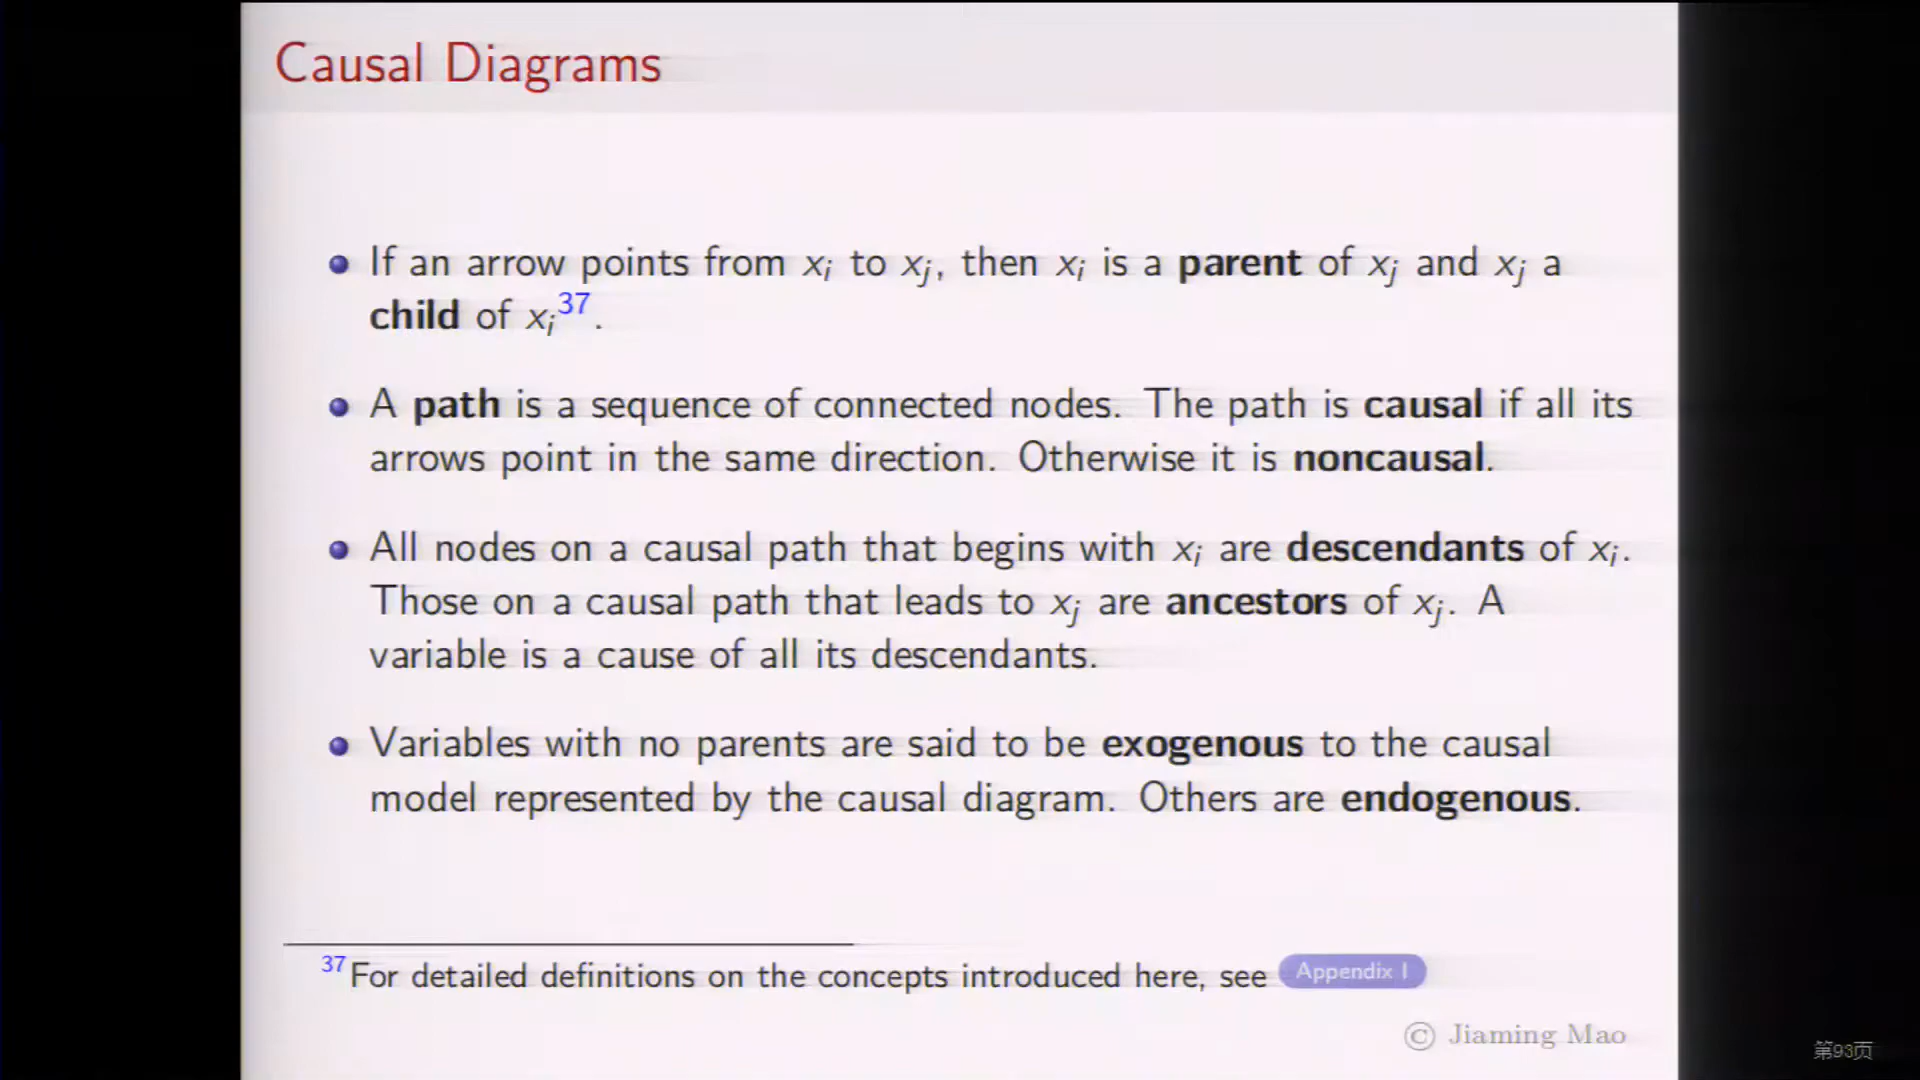 Causal Diagrams
If an arrow points from xᵢ to xⱼ, then xᵢ is a parent of xⱼ and xⱼ a
child of xᵢ³⁷.
A path is a sequence of connected nodes. The path is causal if all its
arrows point in the same direction. Otherwise it is noncausal.
All nodes on a causal path that begins with xᵢ are descendants of xᵢ.
Those on a causal path that leads to xⱼ are ancestors of xⱼ. A
variable is a cause of all its descendants.
Variables with no parents are said to be exogenous to the causal
model represented by the causal diagram. Others are endogenous.
³⁷For detailed definitions on the concepts introduced here, see Appendix I
© Jiaming Mao
第93页